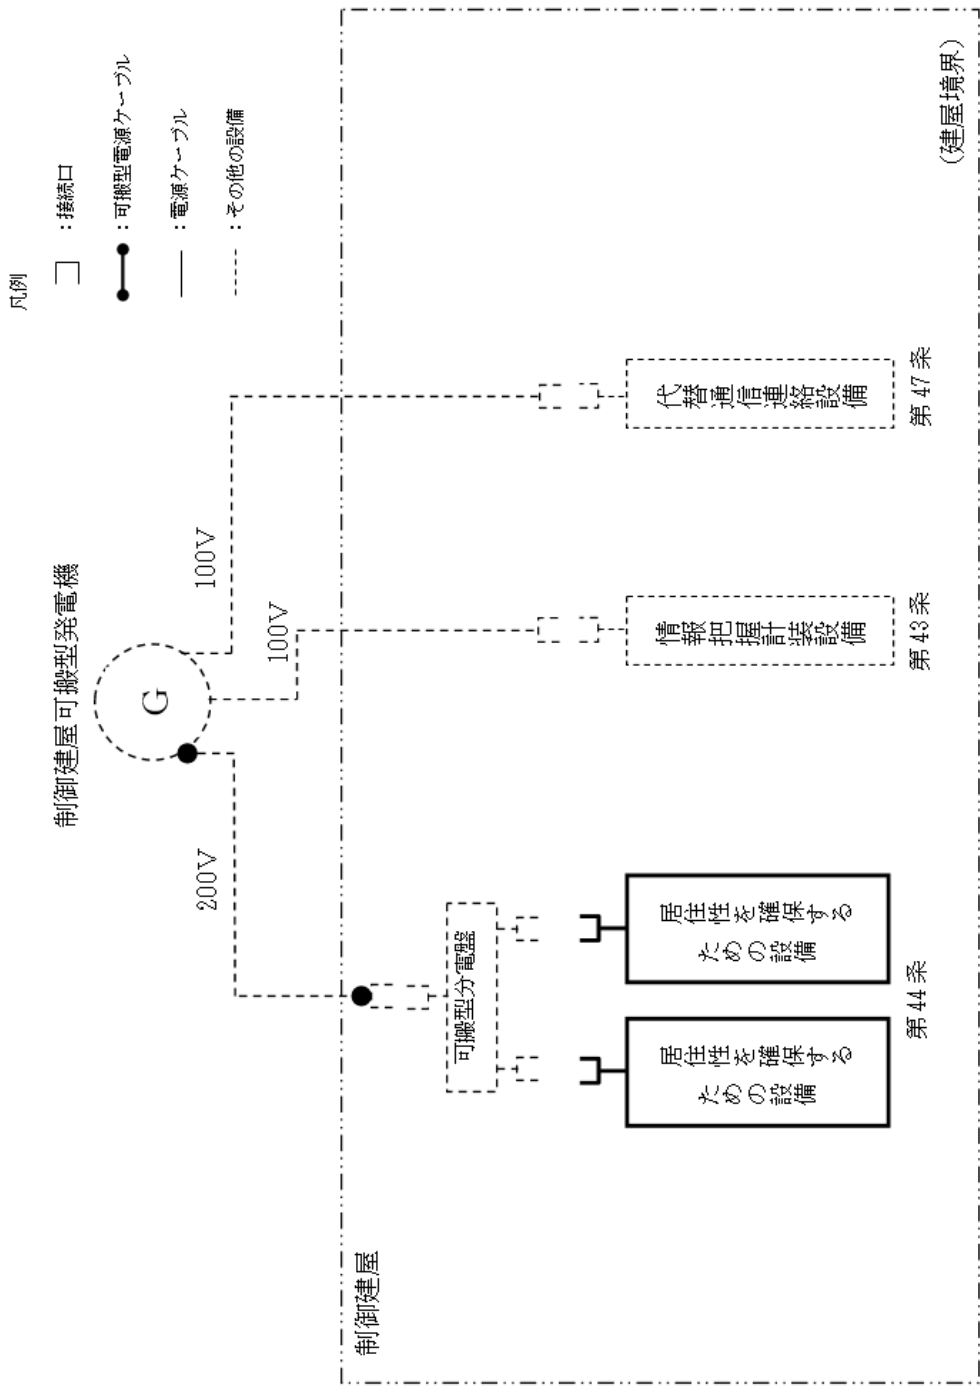 凡例
：接続口
：可搬型電源ケーブル
：電源ケーブル
：その他の設備
制御建屋可搬型発電機
G
200V
100V
100V
制御建屋
可搬型分電盤
居住性を確保する
ための設備
居住性を確保する
ための設備
第44条
情報把握計装設備
第43条
代替通信連絡設備
第47条
(建屋境界)